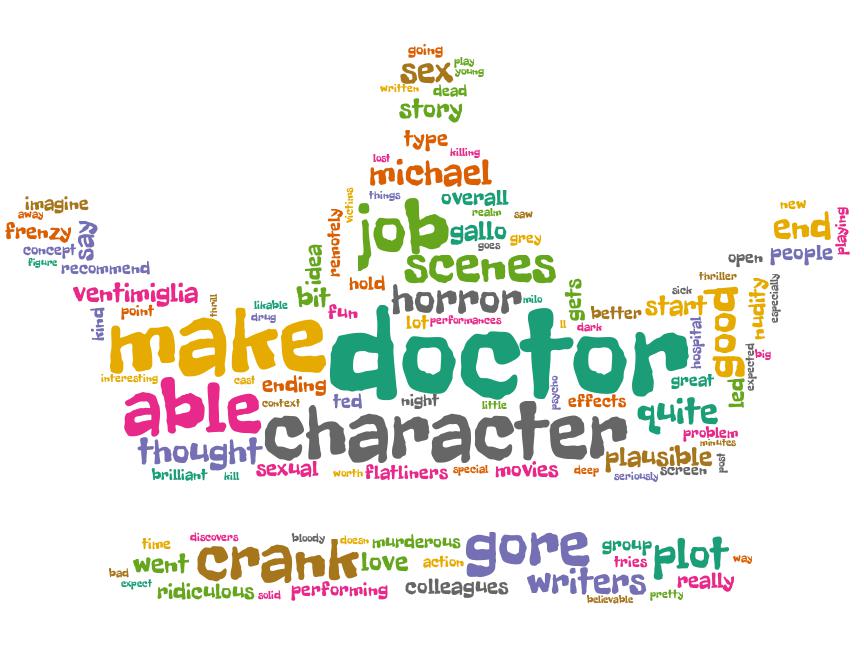 going
sex
play
young
written
dead
story
type
lost
killing
michael
things
overall
victims
realm
saw
job
gallo
goes
grey
remotely
scenes
imagine
away
frenzy
say
concept
figure
recommend
new
end
playing
open
people
idea
hold
horror
milo
gets
thriller
sick
ventimiglia
point
kind
thrill
likable
drug
bit
fun
lot
performances
ll
dark
better
start
good
nudity
especially
hospital
make
doctor
big
expected
interesting
cast
ending
context
able
ted
night
little
psycho
effects
great
led
quite
problem
minutes
character
thought
plausible
brilliant
kill
sexual
worth
flatliners
special
movies
deep
seriously
screen
post
time
discovers
bloody
doesn
murderous
gore
group
plot
way
bad
went
crank
love
action
tries
expect
ridiculous
solid
performing
colleagues
writers
believable
pretty
really